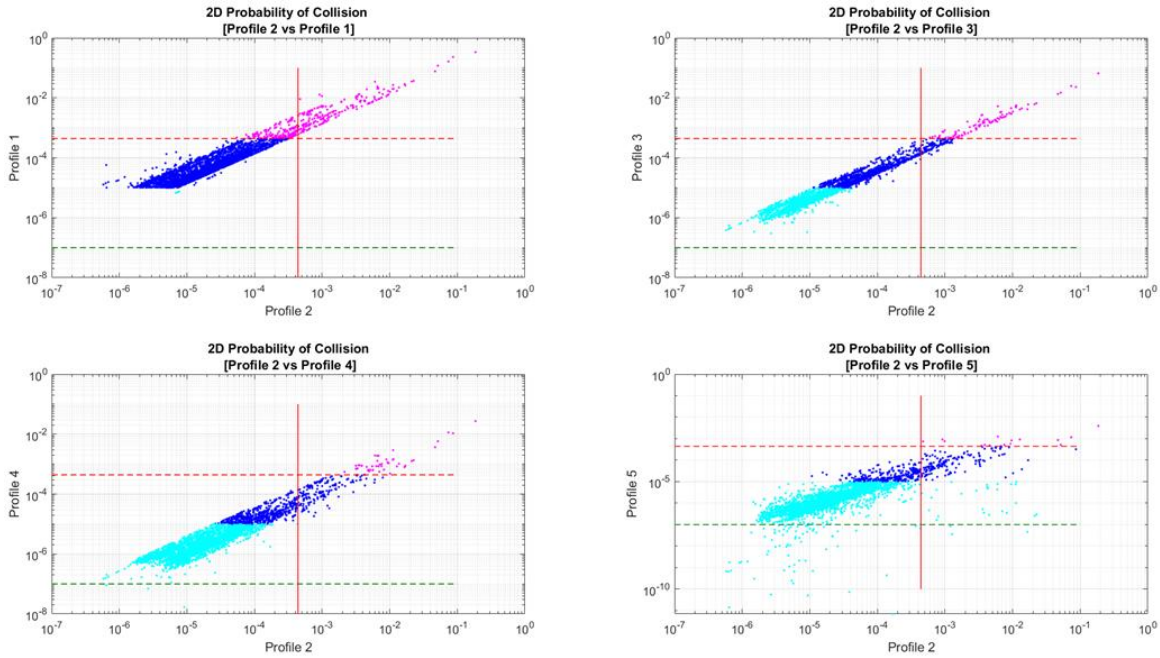 2D Probability of Collision
[Profile 2 vs Profile 1]
10^0
10^-2
10^-4
10^-6
10^-8
Profile 1
10^-7 10^-6 10^-5 10^-4 10^-3 10^-2 10^-1 10^0
Profile 2
2D Probability of Collision
[Profile 2 vs Profile 3]
10^0
10^-2
10^-4
10^-6
10^-8
Profile 3
10^-7 10^-6 10^-5 10^-4 10^-3 10^-2 10^-1 10^0
Profile 2
2D Probability of Collision
[Profile 2 vs Profile 4]
10^0
10^-2
10^-4
10^-6
10^-8
Profile 4
10^-7 10^-6 10^-5 10^-4 10^-3 10^-2 10^-1 10^0
Profile 2
2D Probability of Collision
[Profile 2 vs Profile 5]
10^0
10^-5
10^-10
Profile 5
10^-7 10^-6 10^-5 10^-4 10^-3 10^-2 10^-1 10^0
Profile 2